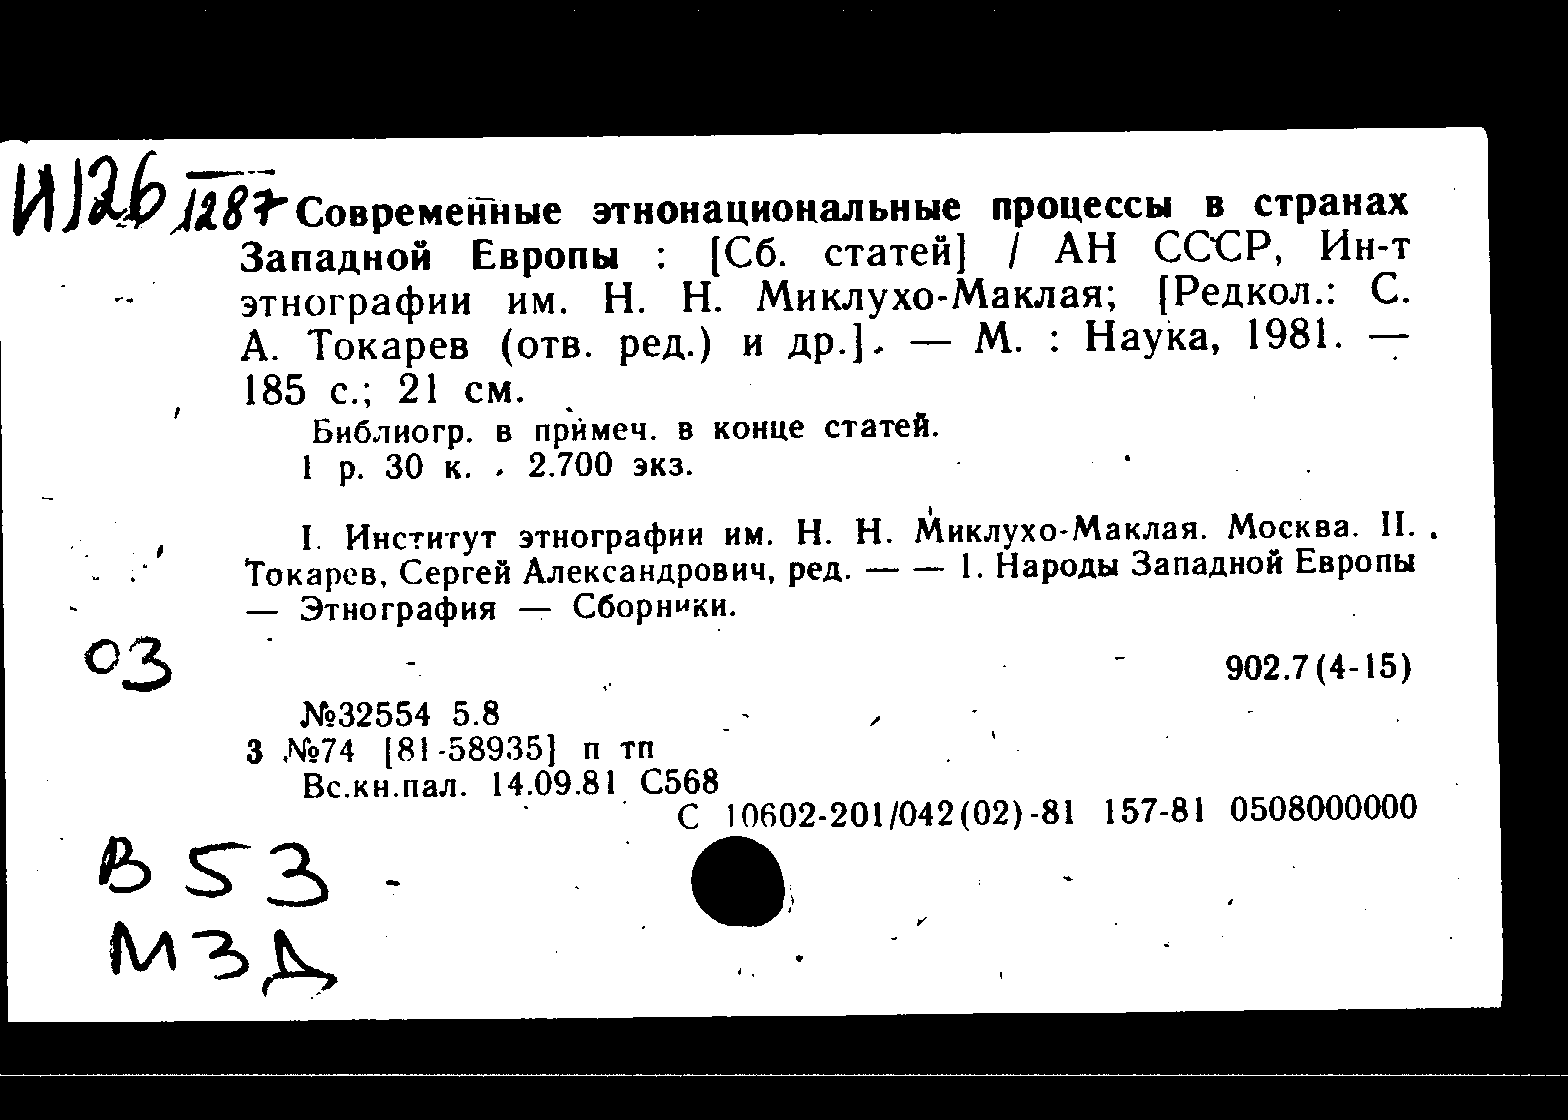 И126 1287 Современные этнонациональные процессы в странах
Западной Европы : [Сб. статей] / АН СССР, Ин-т
этнографии им. Н. Н. Миклухо-Маклая; [Редкол.: С.
А. Токарев (отв. ред.) и др.]. — М. : Наука, 1981. —
185 с.; 21 см.
Библиогр. в примеч. в конце статей.
1 р. 30 к. . 2.700 экз.
I. Институт этнографии им. Н. Н. Миклухо-Маклая. Москва. II.
Токарев, Сергей Александрович, ред. — — 1. Народы Западной Европы
— Этнография — Сборники.
03
902.7(4-15)
№32554 5.8
3 №74 [81-58935] п тп
Вс.кн.пал. 14.09.81 С568
С 10602-201/042(02)-81 157-81 0508000000
В 53
МЗД